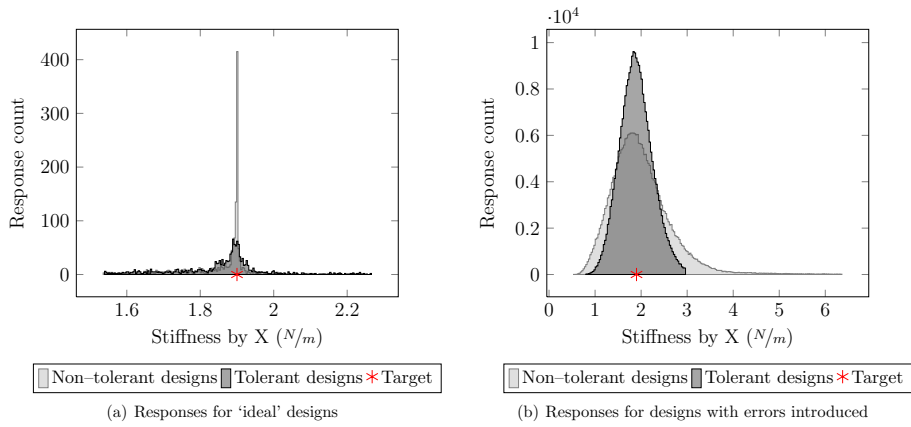 400
300
200
100
0
Response count
1.6
1.8
2
2.2
Stiffness by X (N/m)
Non–tolerant designs Tolerant designs Target
(a) Responses for ‘ideal’ designs
·10⁴
1
0.8
0.6
0.4
0.2
0
Response count
0 1 2 3 4 5 6
Stiffness by X (N/m)
Non–tolerant designs Tolerant designs Target
(b) Responses for designs with errors introduced